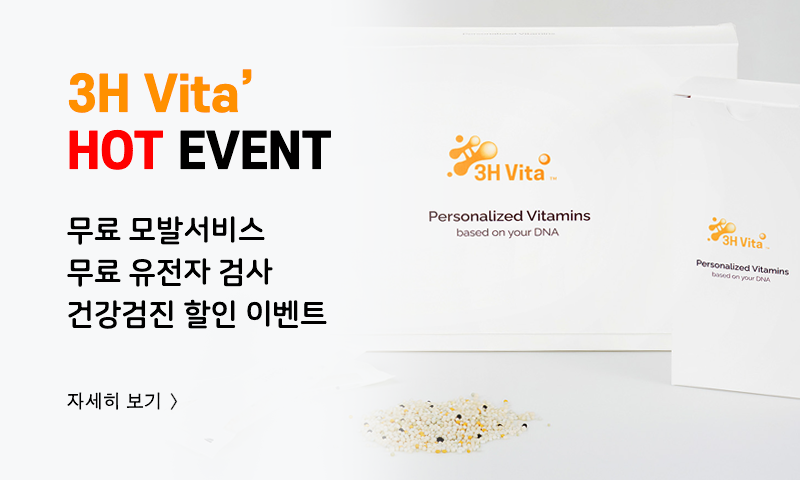 3H Vita’
HOT EVENT
무료 모발서비스
무료 유전자 검사
건강검진 할인 이벤트
자세히 보기 〉
3H Vita TM
Personalized Vitamins
based on your DNA
3H Vita
Personalized Vitamins
based on your DNA